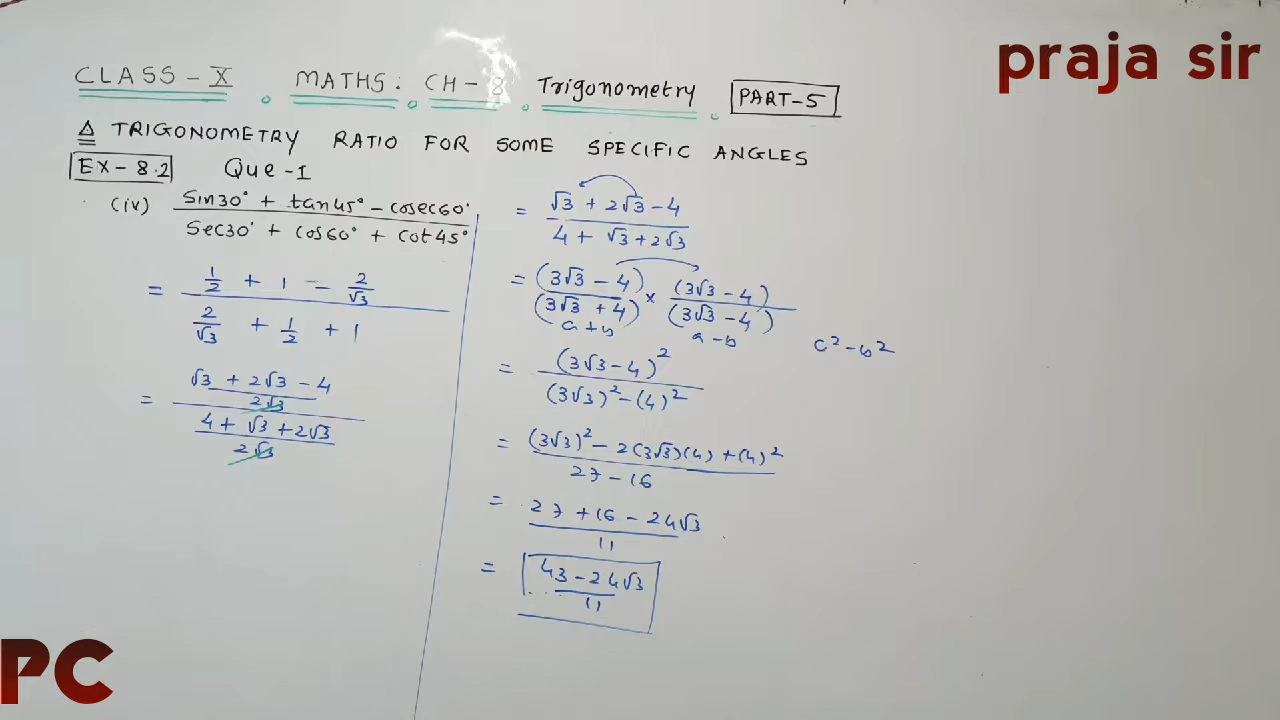 praja sir
CLASS - X MATHS: CH - 8 Trigonometry PART-5
△ TRIGONOMETRY RATIO FOR SOME SPECIFIC ANGLES
EX - 8.2 Que - 1
(iv) (sin30° + tan45° - cosec60°) / (Sec30° + cos60° + cot45°)
= (1/2 + 1 - 2/√3) / (2/√3 + 1/2 + 1)
= ((√3 + 2√3 - 4) / 2√3) / ((4 + √3 + 2√3) / 2√3)
= (√3 + 2√3 - 4) / (4 + √3 + 2√3)
= (3√3 - 4) / (3√3 + 4) × (3√3 - 4) / (3√3 - 4)
a + b a - b a² - b²
= (3√3 - 4)² / ((3√3)² - (4)²)
= ((3√3)² - 2(3√3)(4) + (4)²) / (27 - 16)
= (27 + 16 - 24√3) / 11
= (43 - 24√3) / 11
PC